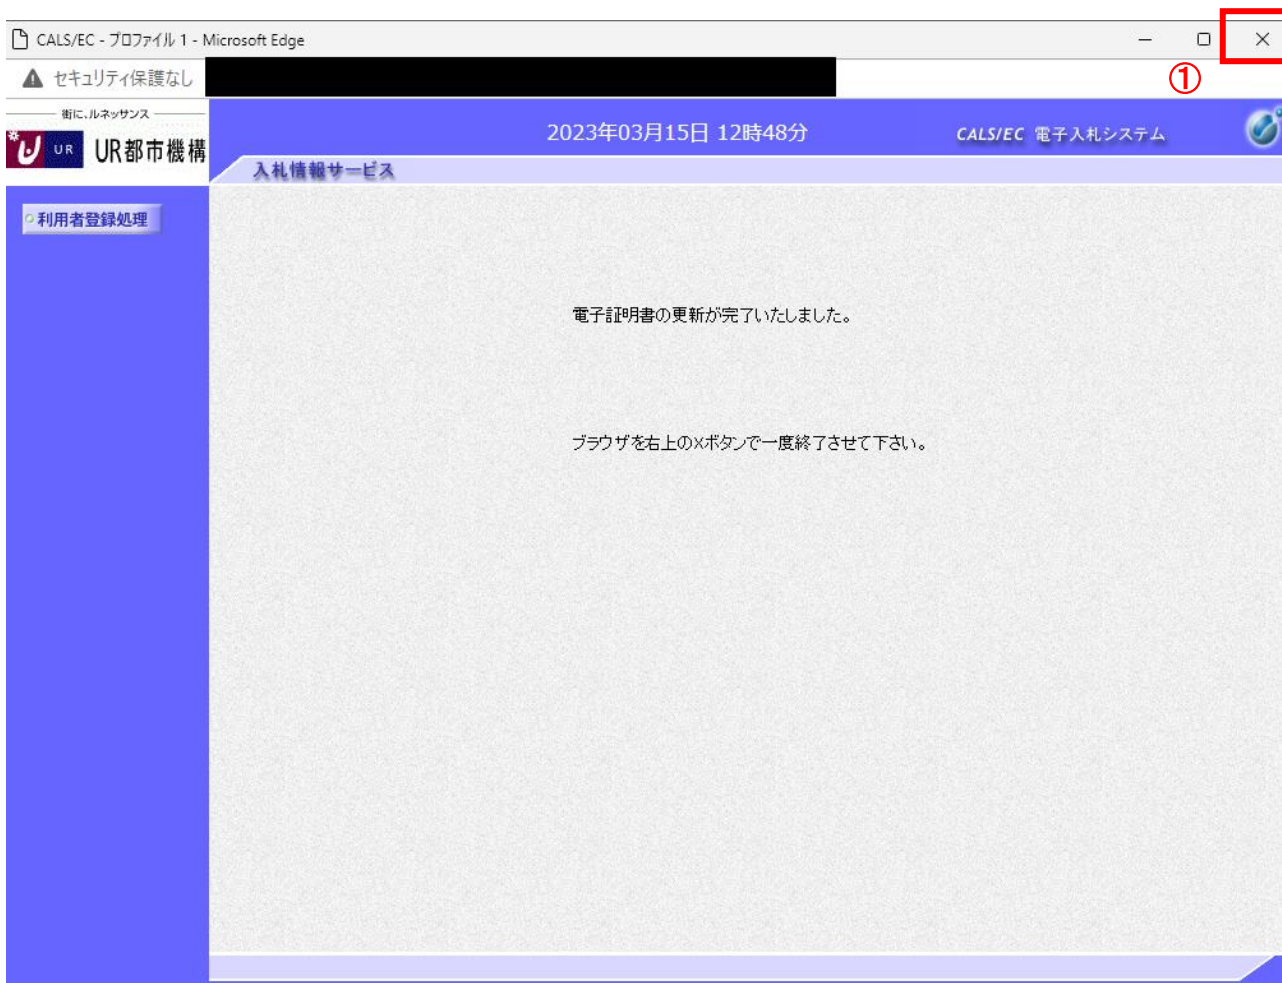 CALS/EC - プロファイル 1 - Microsoft Edge
①
セキュリティ保護なし
街に、ルネッサンス
UR UR都市機構
2023年03月15日 12時48分
CALS/EC 電子入札システム
入札情報サービス
利用者登録処理
電子証明書の更新が完了いたしました。
ブラウザを右上の×ボタンで一度終了させて下さい。